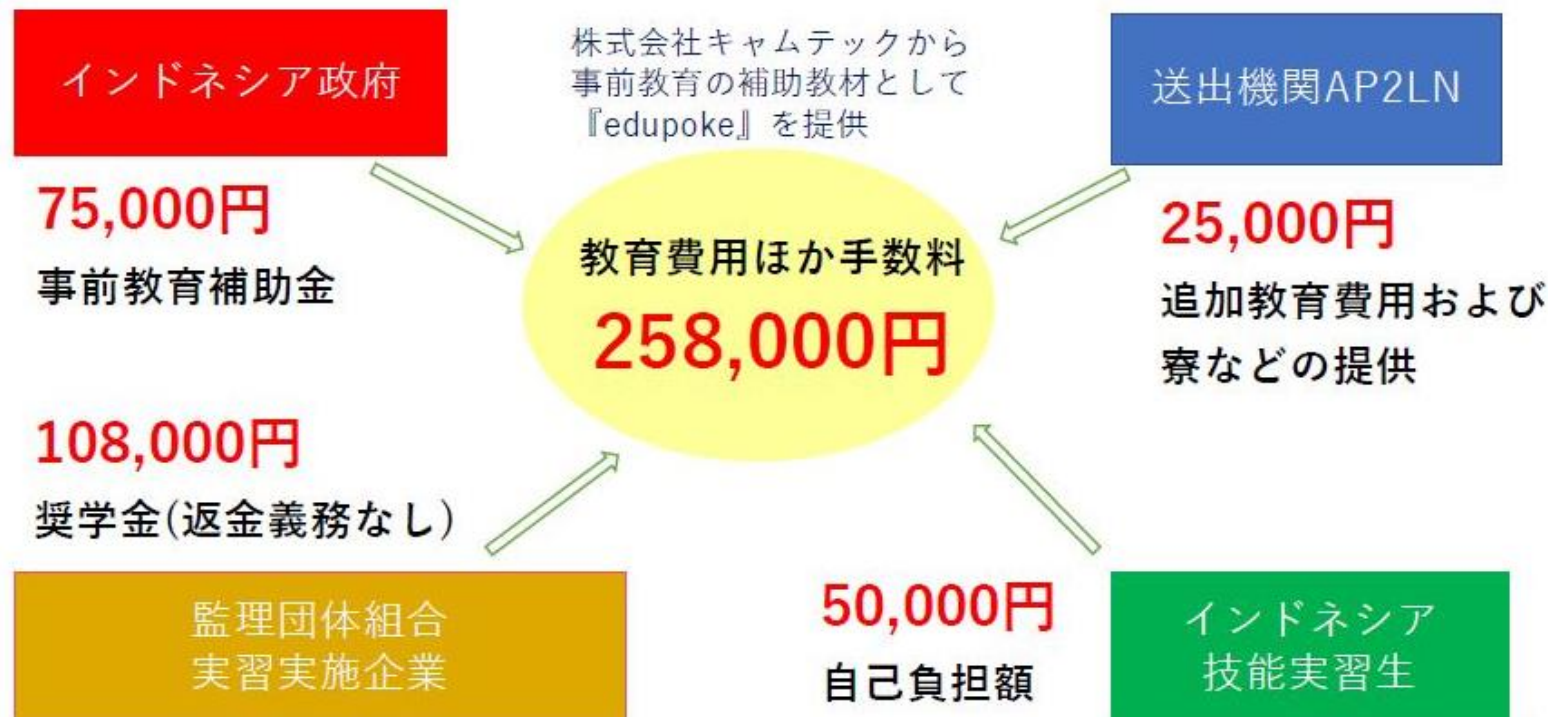 インドネシア政府
株式会社キャムテックから
事前教育の補助教材として
『edupoke』を提供
送出機関AP2LN
75,000円
事前教育補助金
教育費用ほか手数料
258,000円
25,000円
追加教育費用および
寮などの提供
108,000円
奨学金(返金義務なし)
監理団体組合
実習実施企業
50,000円
自己負担額
インドネシア
技能実習生